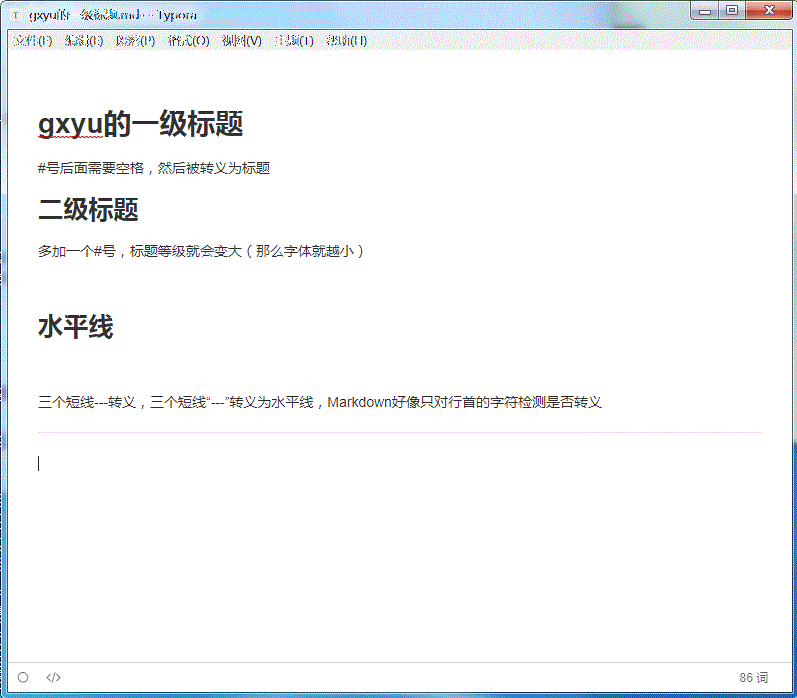 gxyu的一级标题.md - Typora
文件(F) 编辑(E) 段落(P) 格式(O) 视图(V) 主题(T) 帮助(H)
gxyu的一级标题
#号后面需要空格，然后被转义为标题
二级标题
多加一个#号，标题等级就会变大（那么字体就越小）
水平线
三个短线---转义，三个短线“---”转义为水平线，Markdown好像只对行首的字符检测是否转义
</> 86 词